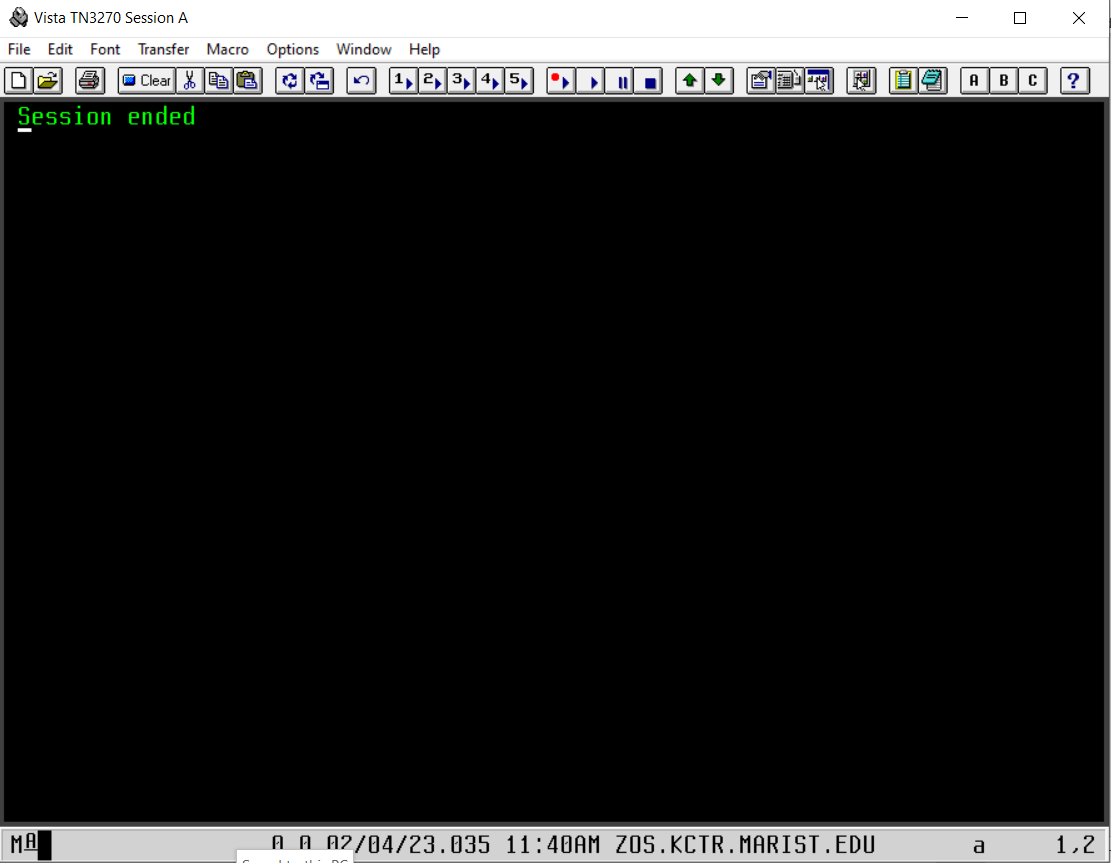 Vista TN3270 Session A
File Edit Font Transfer Macro Options Window Help
Clear 1 2 3 4 5 A B C ?
Session ended
MA 0 0 02/04/23.035 11:40AM ZOS.KCTR.MARIST.EDU a 1,2